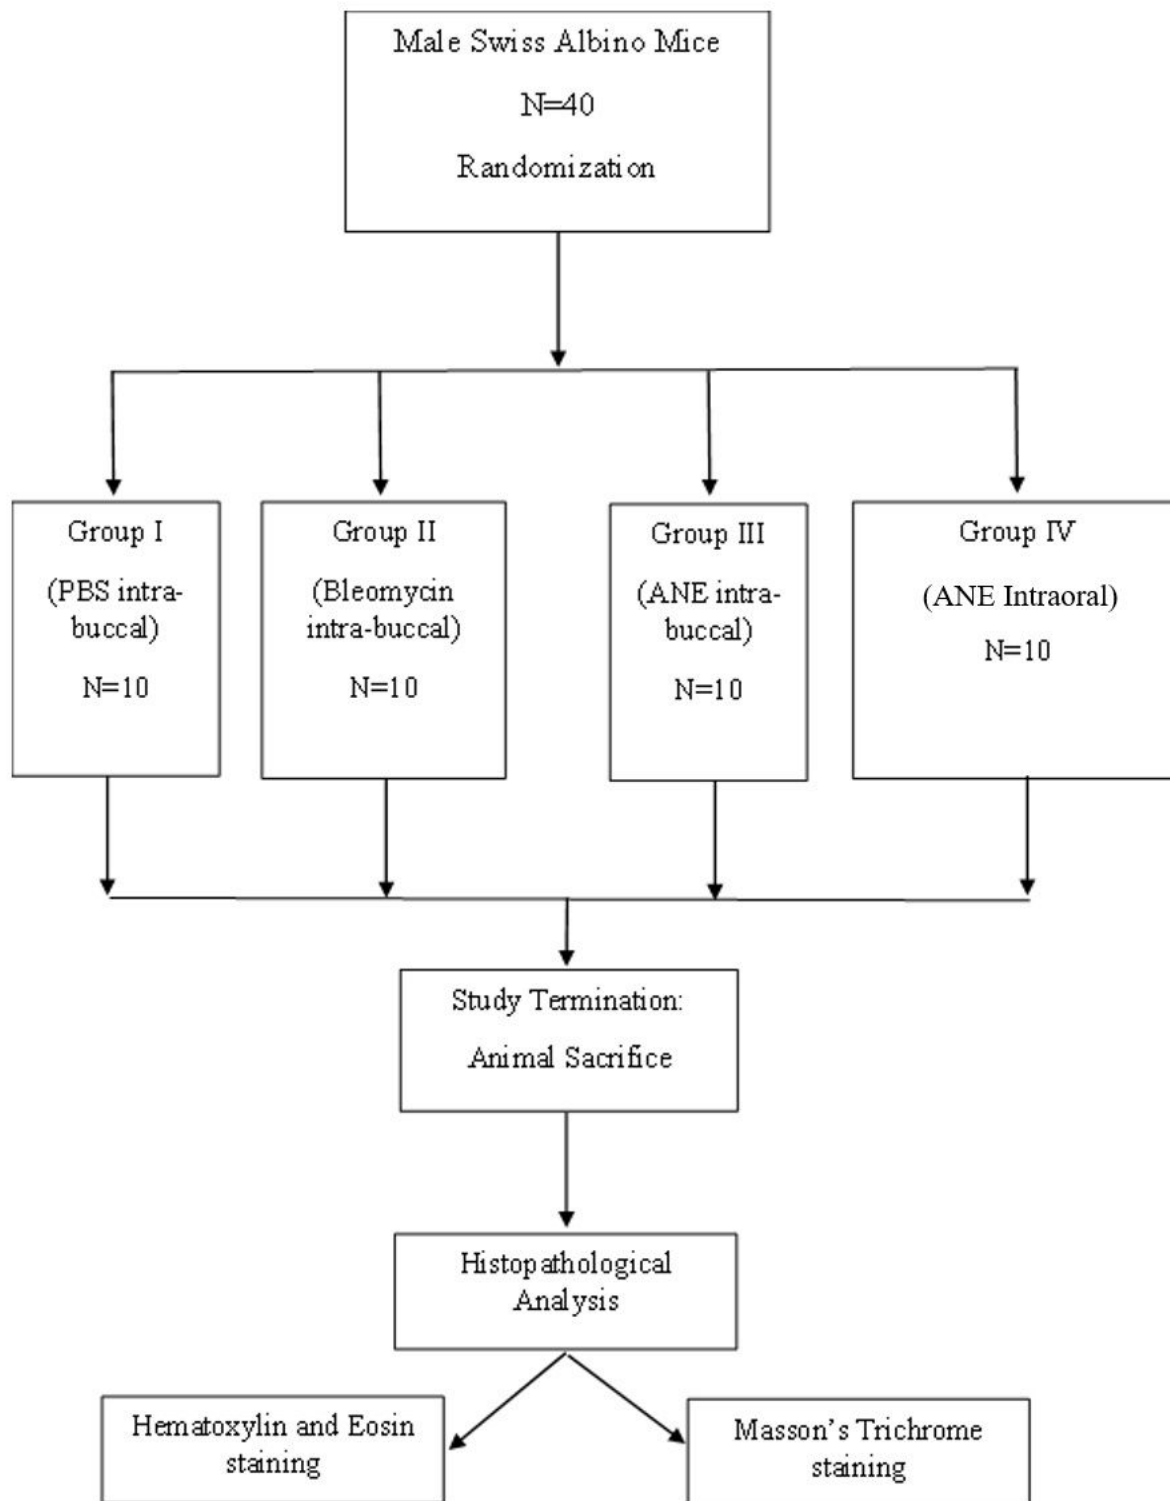 Male Swiss Albino Mice
N=40
Randomization
Group I
(PBS intra-
buccal)
N=10
Group II
(Bleomycin
intra-buccal)
N=10
Group III
(ANE intra-
buccal)
N=10
Group IV
(ANE Intraoral)
N=10
Study Termination:
Animal Sacrifice
Histopathological
Analysis
Hematoxylin and Eosin
staining
Masson’s Trichrome
staining